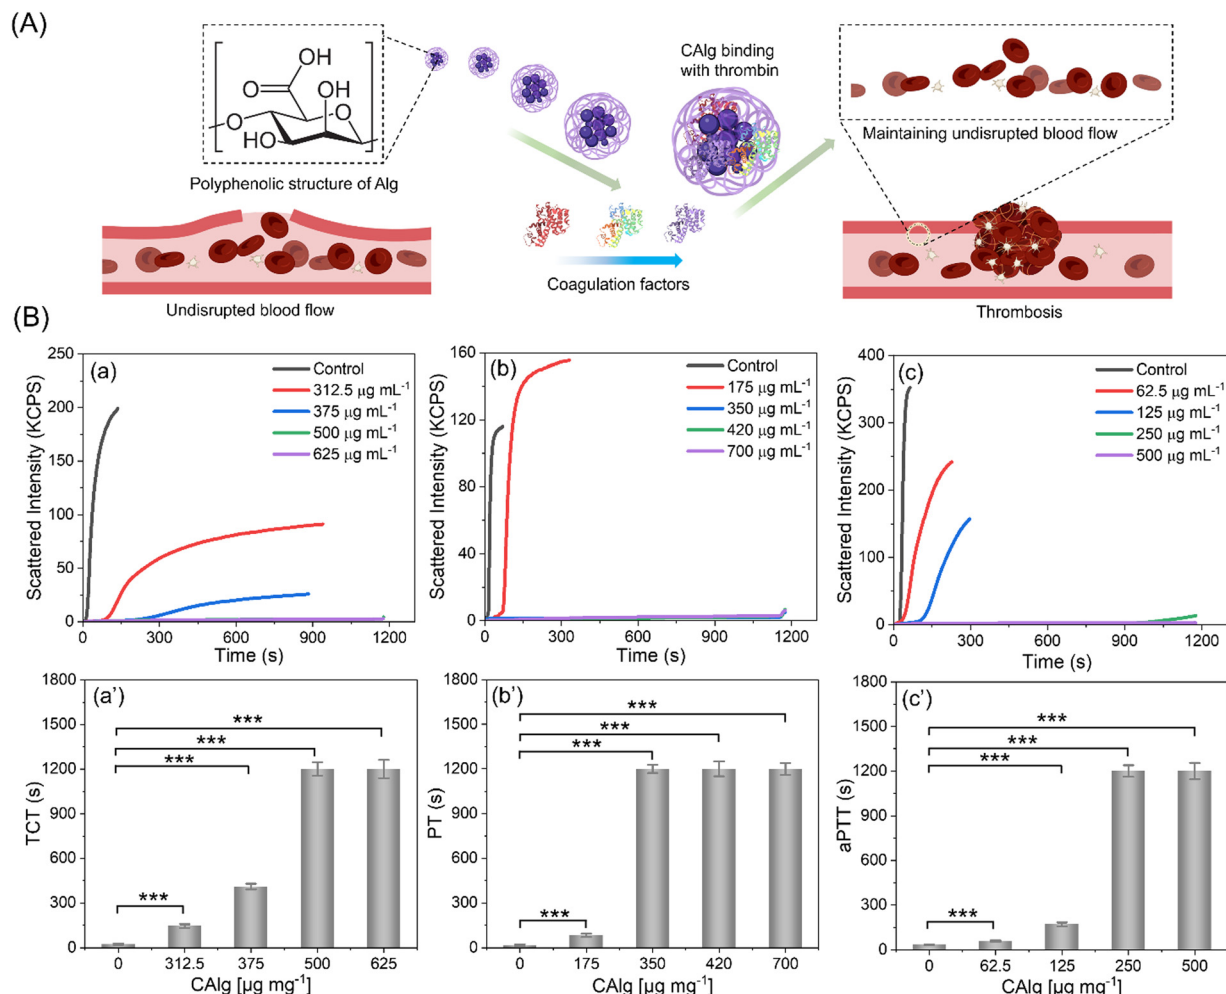 (A)
OH
O
OH
O
HO
HO
O
Polyphenolic structure of Alg
CAlg binding
with thrombin
Maintaining undisrupted blood flow
Undisrupted blood flow
Coagulation factors
Thrombosis
(B)
(a)
Control
312.5 µg mL⁻¹
375 µg mL⁻¹
500 µg mL⁻¹
625 µg mL⁻¹
Scattered Intensity (KCPS)
250
200
150
100
50
0
0 300 600 900 1200
Time (s)
(b)
Control
175 µg mL⁻¹
350 µg mL⁻¹
420 µg mL⁻¹
700 µg mL⁻¹
Scattered Intensity (KCPS)
160
120
80
40
0
0 300 600 900 1200
Time (s)
(c)
Control
62.5 µg mL⁻¹
125 µg mL⁻¹
250 µg mL⁻¹
500 µg mL⁻¹
Scattered Intensity (KCPS)
400
300
200
100
0
0 300 600 900 1200
Time (s)
(a')
***
***
***
***
TCT (s)
1800
1500
1200
900
600
300
0
0 312.5 375 500 625
CAlg [µg mg⁻¹]
(b')
***
***
***
***
PT (s)
1800
1500
1200
900
600
300
0
0 175 350 420 700
CAlg [µg mg⁻¹]
(c')
***
***
***
***
aPTT (s)
1800
1500
1200
900
600
300
0
0 62.5 125 250 500
CAlg [µg mg⁻¹]